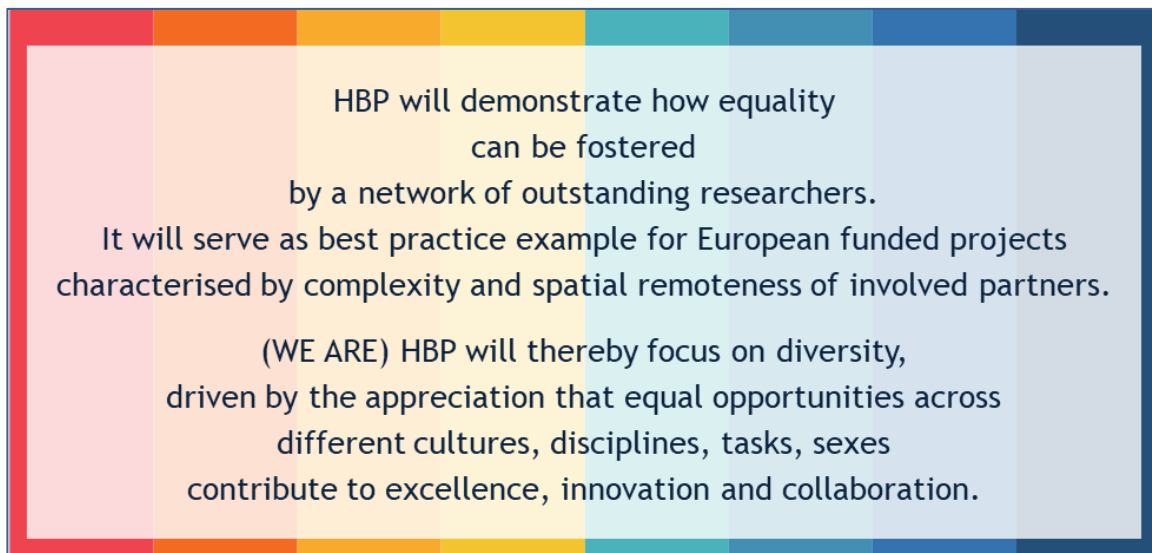 HBP will demonstrate how equality
can be fostered
by a network of outstanding researchers.
It will serve as best practice example for European funded projects
characterised by complexity and spatial remoteness of involved partners.
(WE ARE) HBP will thereby focus on diversity,
driven by the appreciation that equal opportunities across
different cultures, disciplines, tasks, sexes
contribute to excellence, innovation and collaboration.